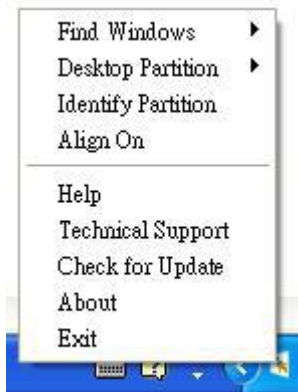 Find Windows
Desktop Partition
Identify Partition
Align On
Help
Technical Support
Check for Update
About
Exit